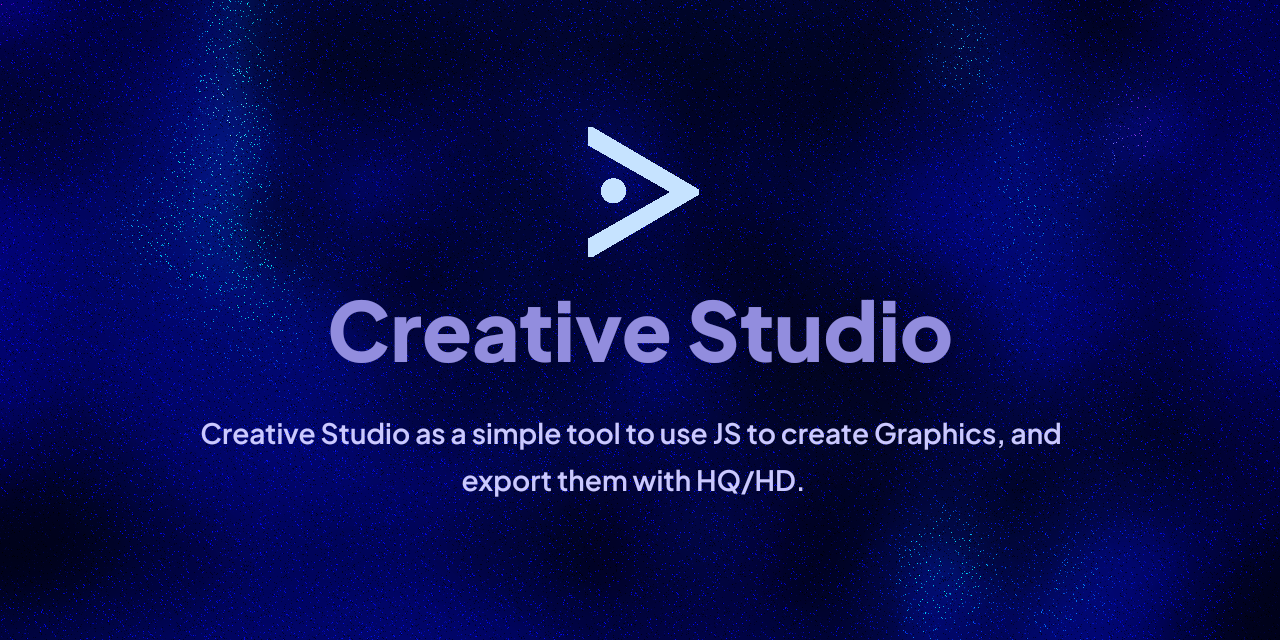 Creative Studio
Creative Studio as a simple tool to use JS to create Graphics, and
export them with HQ/HD.